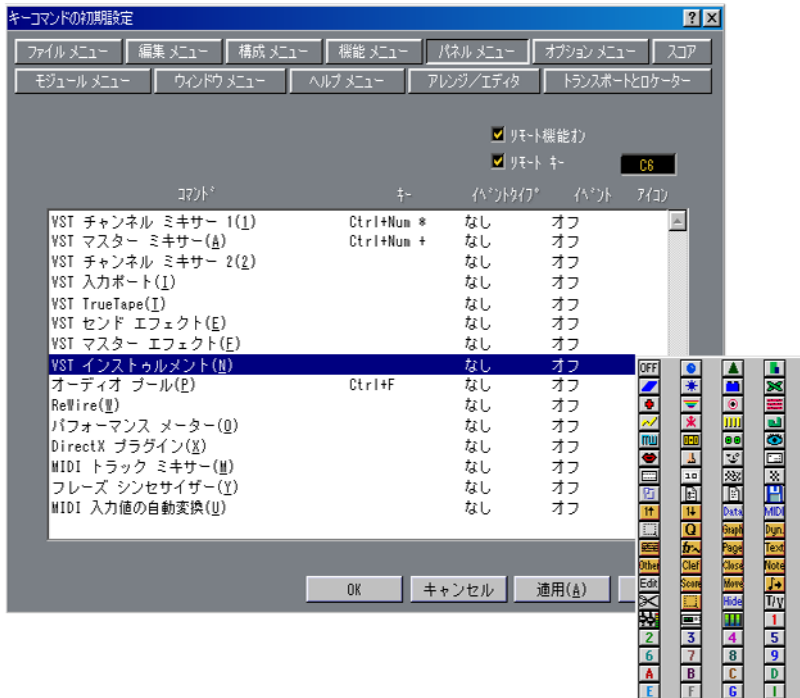 キーコマンドの初期設定
ファイル メニュー 編集 メニュー 構成 メニュー 機能 メニュー パネル メニュー オプション メニュー スコア
モジュール メニュー ウィンドウ メニュー ヘルプ メニュー アレンジ/エディタ トランスポートとロケーター
リモート機能オン
リモート キー C6
コマンド キー イベントタイプ イベント アイコン
VST チャンネル ミキサー 1(1) Ctrl+Num * なし オフ
VST マスター ミキサー(A) Ctrl+Num + なし オフ
VST チャンネル ミキサー 2(2) なし オフ
VST 入力ポート(I) なし オフ
VST TrueTape(T) なし オフ
VST センド エフェクト(E) なし オフ
VST マスター エフェクト(F) なし オフ
VST インストゥルメント(N) なし オフ
オーディオ プール(P) Ctrl+F なし オフ
ReWire(W) なし オフ
パフォーマンス メーター(O) なし オフ
DirectX プラグイン(X) なし オフ
MIDI トラック ミキサー(M) なし オフ
フレーズ シンセサイザー(Y) なし オフ
MIDI 入力値の自動変換(U) なし オフ
OK キャンセル 適用(A)
OFF
MW
10
1↑ 1↓ Data MIDI
Q Graph Dyn.
Page Text
Other Clef Close Note
Edit Score Move
Hide T/y
1
2 3 4 5
6 7 8 9
A B C D
E F G I